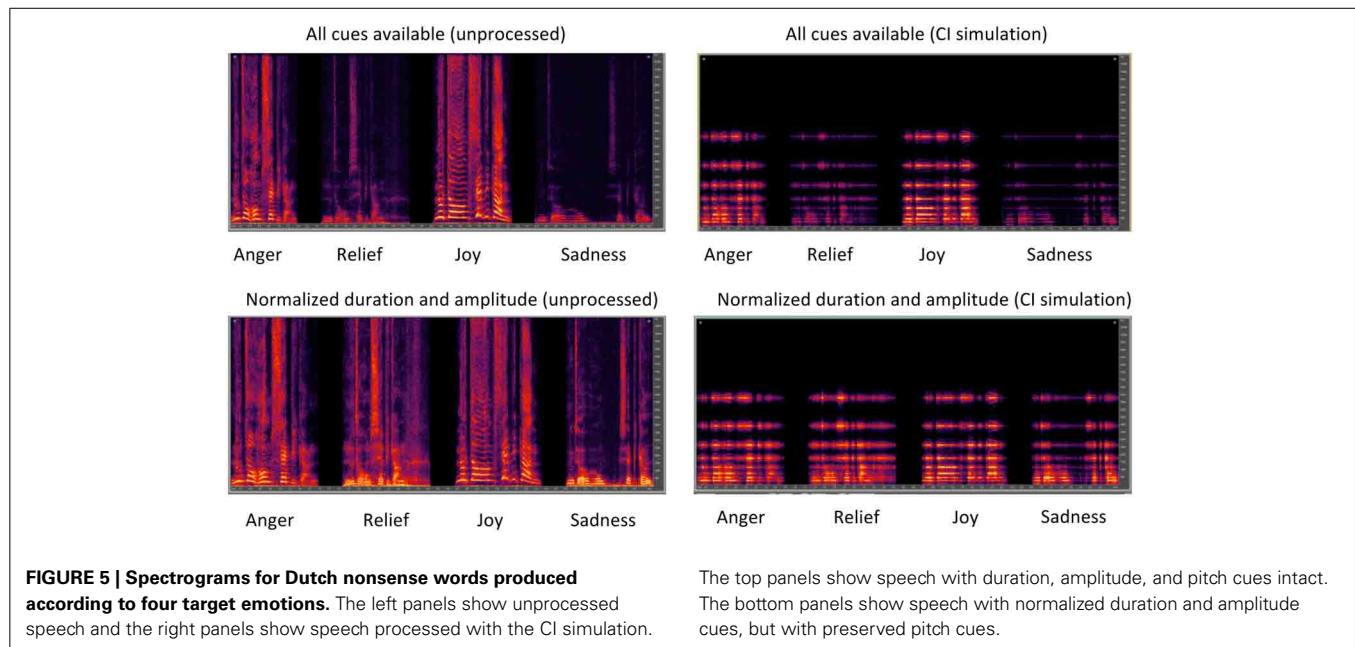 All cues available (unprocessed)
All cues available (CI simulation)
Anger Relief Joy Sadness
Anger Relief Joy Sadness
Normalized duration and amplitude (unprocessed)
Normalized duration and amplitude (CI simulation)
Anger Relief Joy Sadness
Anger Relief Joy Sadness
FIGURE 5 | Spectrograms for Dutch nonsense words produced
according to four target emotions. The left panels show unprocessed
speech and the right panels show speech processed with the CI simulation.
The top panels show speech with duration, amplitude, and pitch cues intact.
The bottom panels show speech with normalized duration and amplitude
cues, but with preserved pitch cues.